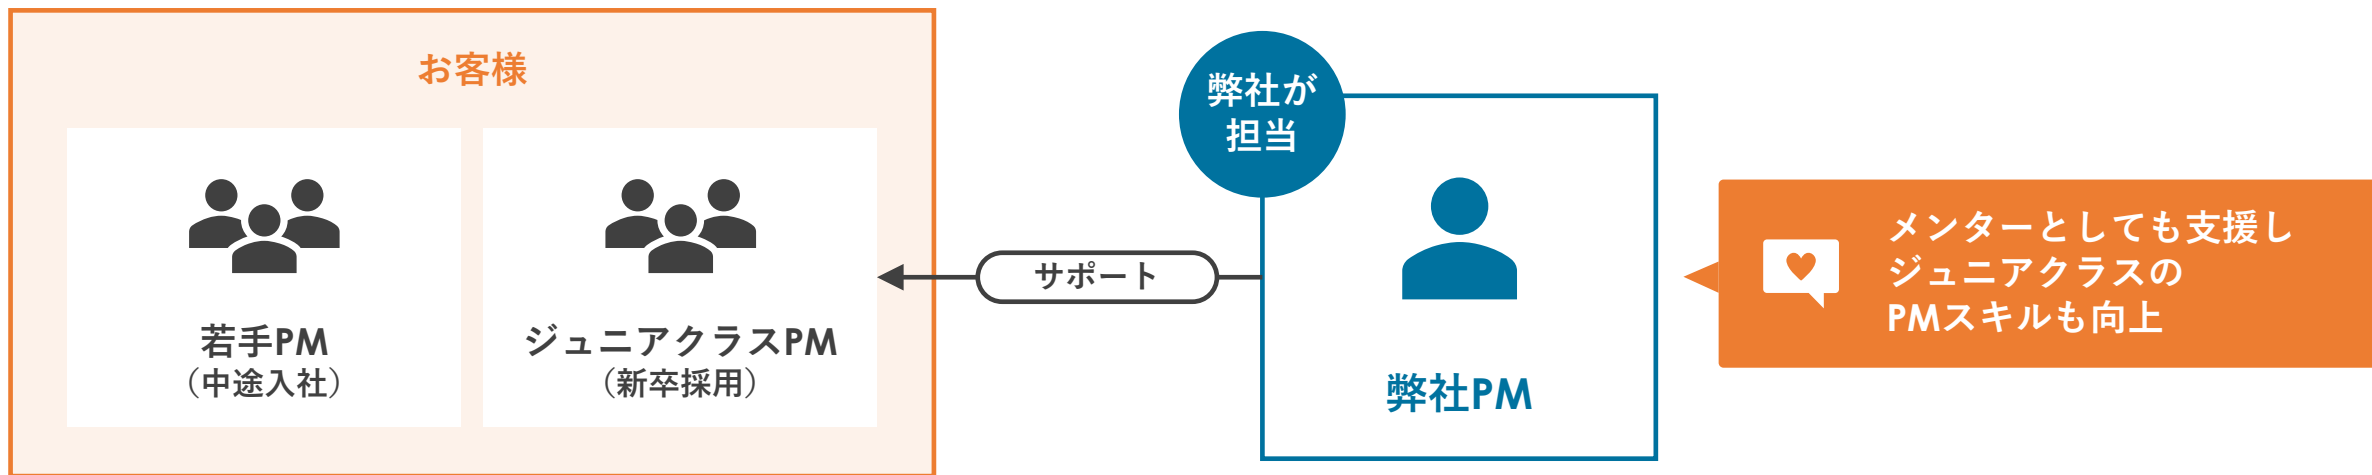 お客様
若手PM
（中途入社）
ジュニアクラスPM
（新卒採用）
サポート
弊社が
担当
弊社PM
メンターとしても支援し
ジュニアクラスの
PMスキルも向上